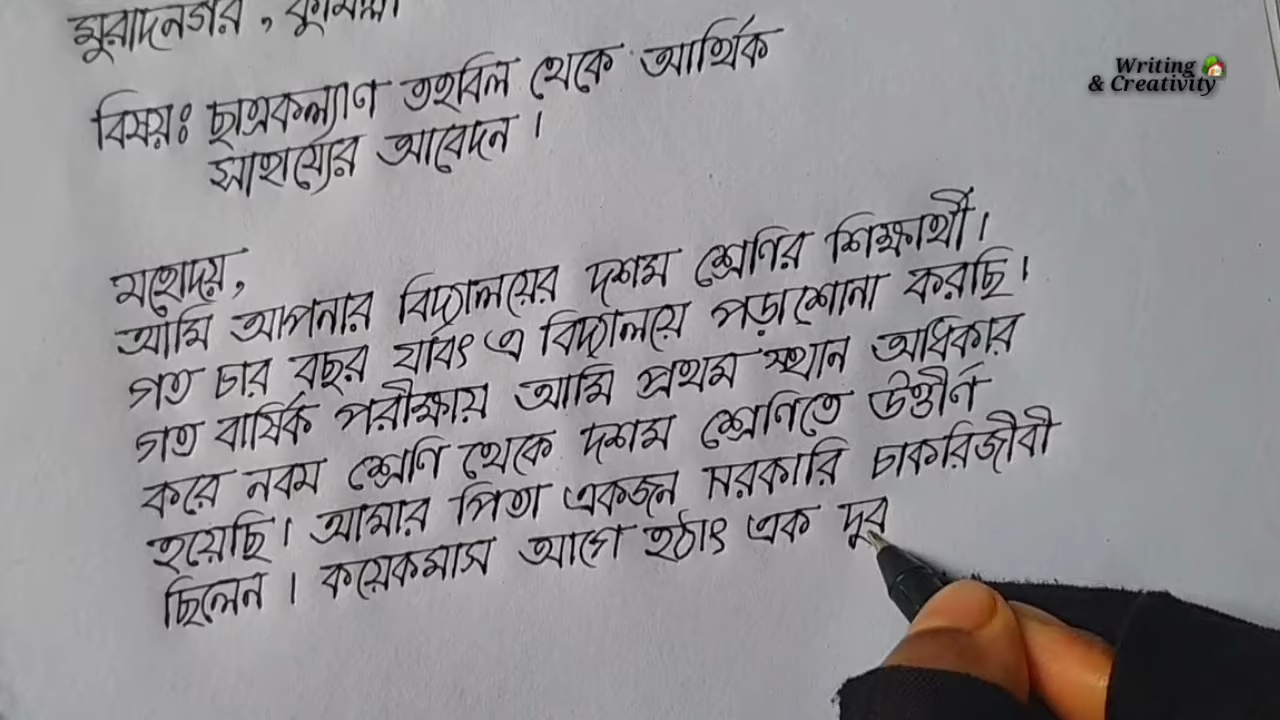 মুরাদনগর, কুমিল্লা
Writing
& Creativity
বিষয়ঃ ছাত্রকল্যাণ তহবিল থেকে আর্থিক
সাহায্যের আবেদন।
মহোদয়,
আমি আপনার বিদ্যালয়ের দশম শ্রেণির শিক্ষার্থী।
গত চার বছর যাবৎ এ বিদ্যালয়ে পড়াশোনা করছি।
গত বার্ষিক পরীক্ষায় আমি প্রথম স্থান অধিকার
করে নবম শ্রেণি থেকে দশম শ্রেণিতে উত্তীর্ণ
হয়েছি। আমার পিতা একজন সরকারি চাকরিজীবী
ছিলেন। কয়েকমাস আগে হঠাৎ এক দুর